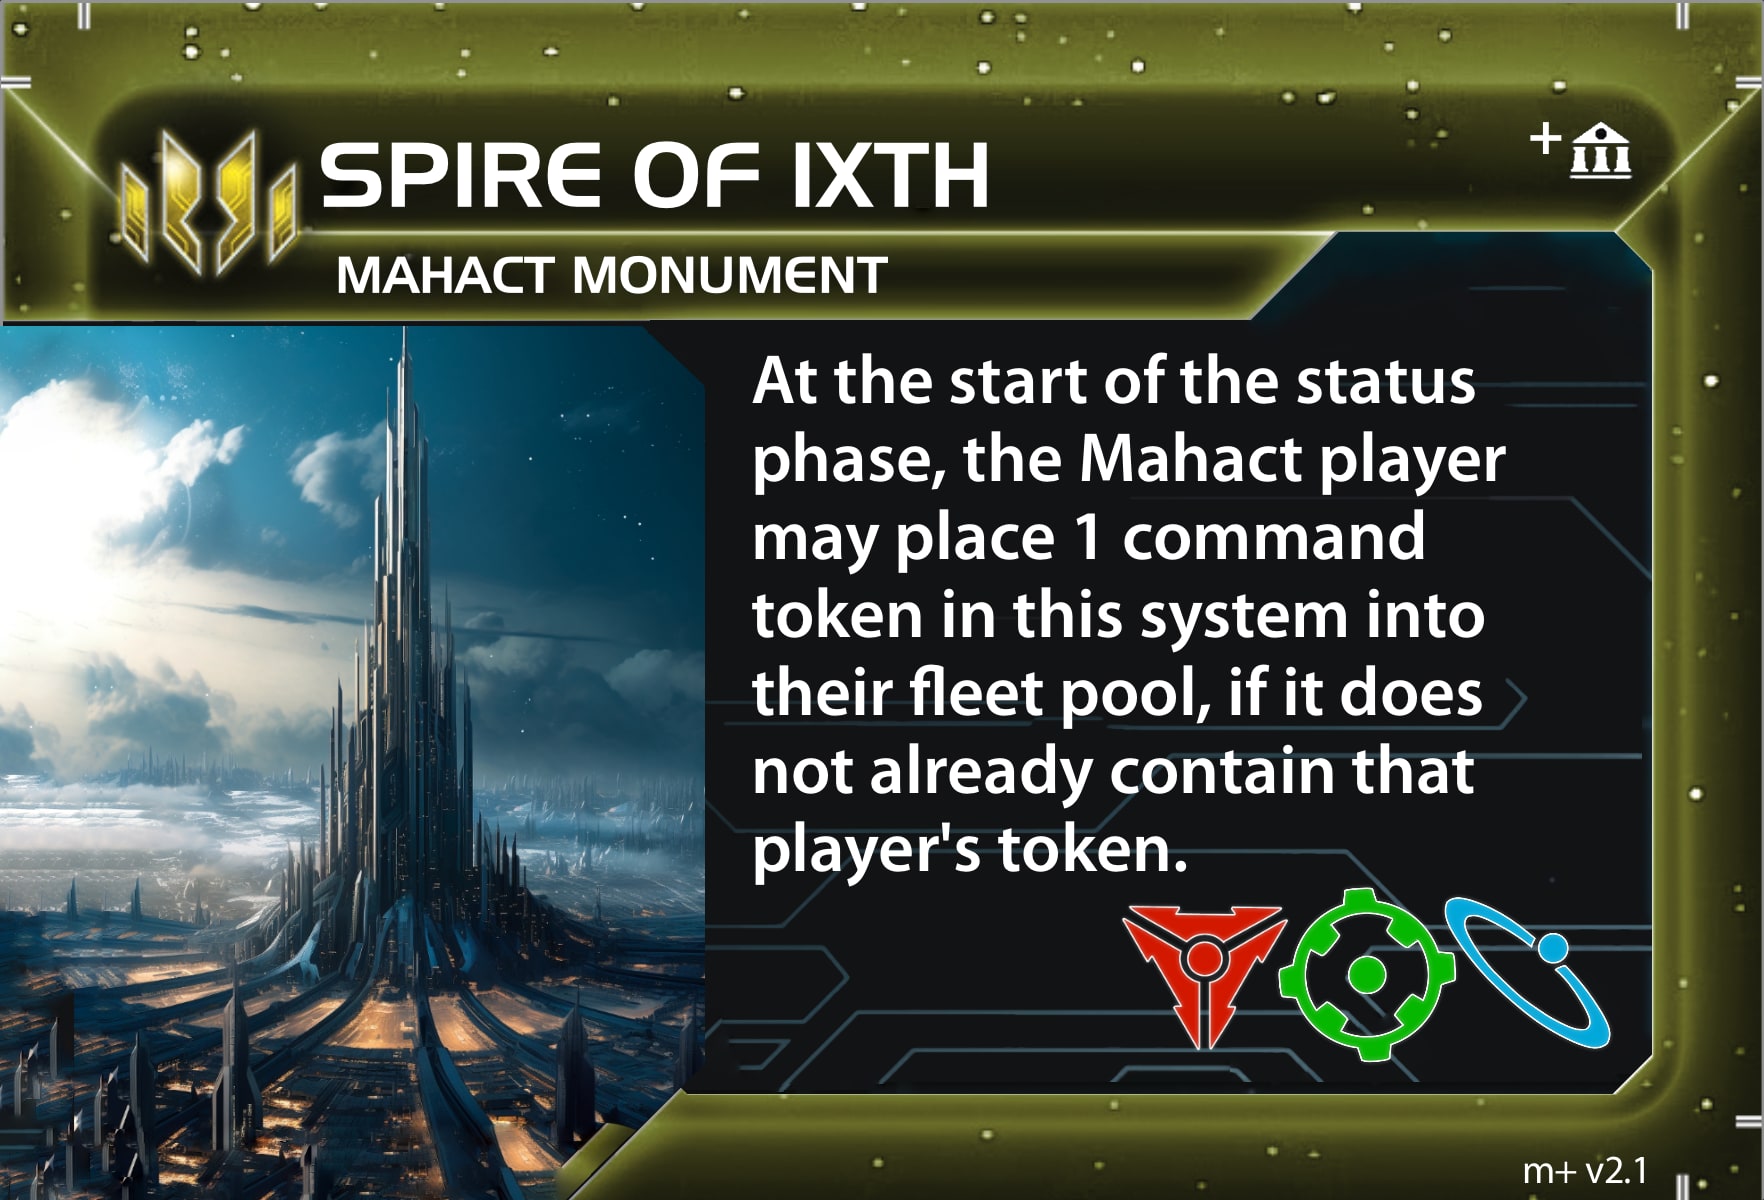 SPIRE OF IXTH
+
MAHACT MONUMENT
At the start of the status
phase, the Mahact player
may place 1 command
token in this system into
their fleet pool, if it does
not already contain that
player's token.
m+ v2.1